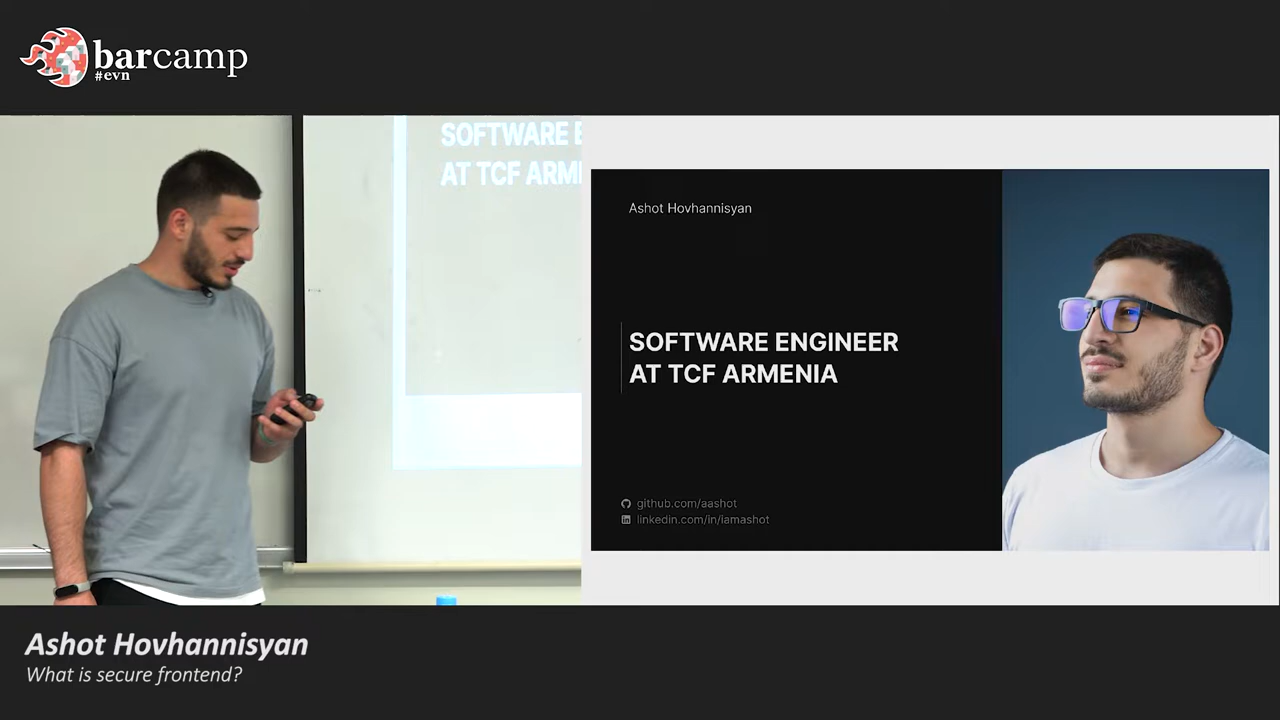 barcamp
#evn
SOFTWARE E
AT TCF ARM
Ashot Hovhannisyan
SOFTWARE ENGINEER
AT TCF ARMENIA
github.com/aashot
linkedin.com/in/iamashot
Ashot Hovhannisyan
What is secure frontend?